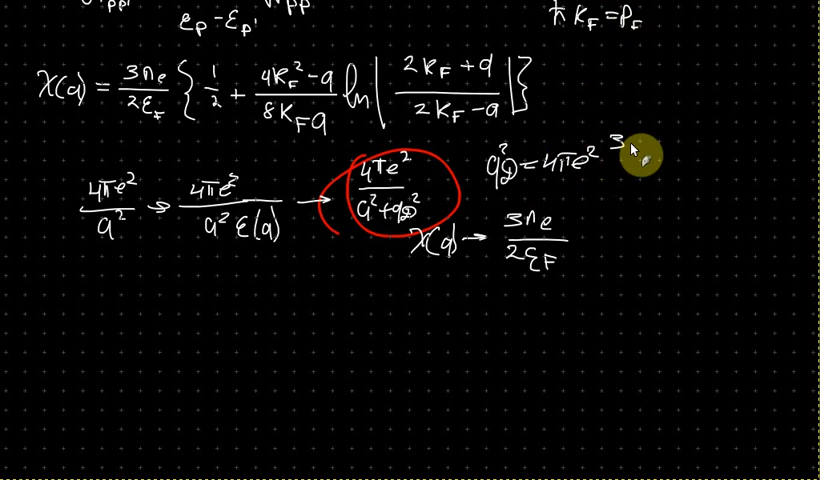 ε_P − ε_P'
ħ K_F = P_F
χ(q) = 3n_e / 2ε_F { 1/2 + (4K_F² − q) / (8K_F q) ln | (2K_F + q) / (2K_F − q) | }
4πe² / q² → 4πe² / (q² ε(q)) → 4πe² / (q² + q_D²)
q_D² = 4πe² 3
χ(q) → 3n_e / 2ε_F